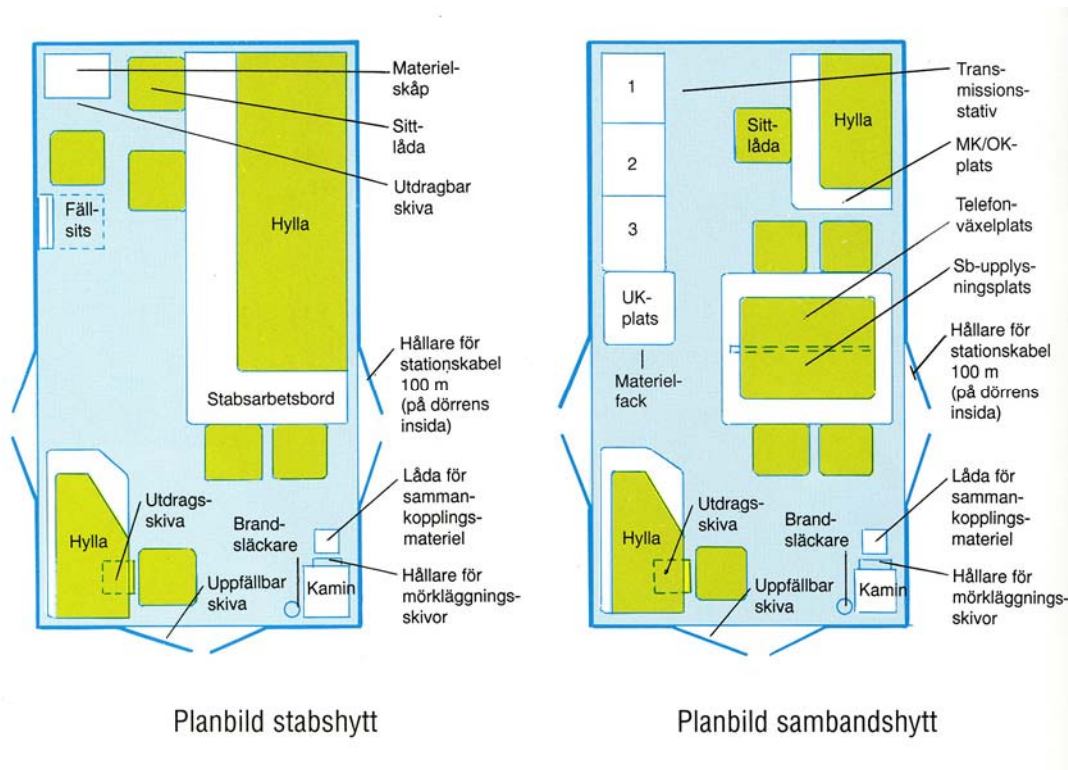 Materiel-
skåp
Sitt-
låda
Utdragbar
skiva
Fäll-
sits
Hylla
Hållare för
stationskabel
100 m
(på dörrens
insida)
Stabsarbetsbord
Låda för
samman-
kopplings-
materiel
Utdrags-
skiva
Brand-
släckare
Hylla
Hållare för
mörkläggnings-
skivor
Kamin
Uppfällbar
skiva
Planbild stabshytt
1
2
3
Trans-
missions-
stativ
Hylla
Sitt-
låda
MK/OK-
plats
Telefon-
växelplats
Sb-upplys-
ningsplats
UK-
plats
Materiel-
fack
Hållare för
stationskabel
100 m
(på dörrens
insida)
Låda för
samman-
kopplings-
materiel
Utdrags-
skiva
Brand-
släckare
Hylla
Hållare för
mörkläggnings-
skivor
Kamin
Uppfällbar
skiva
Planbild sambandshytt